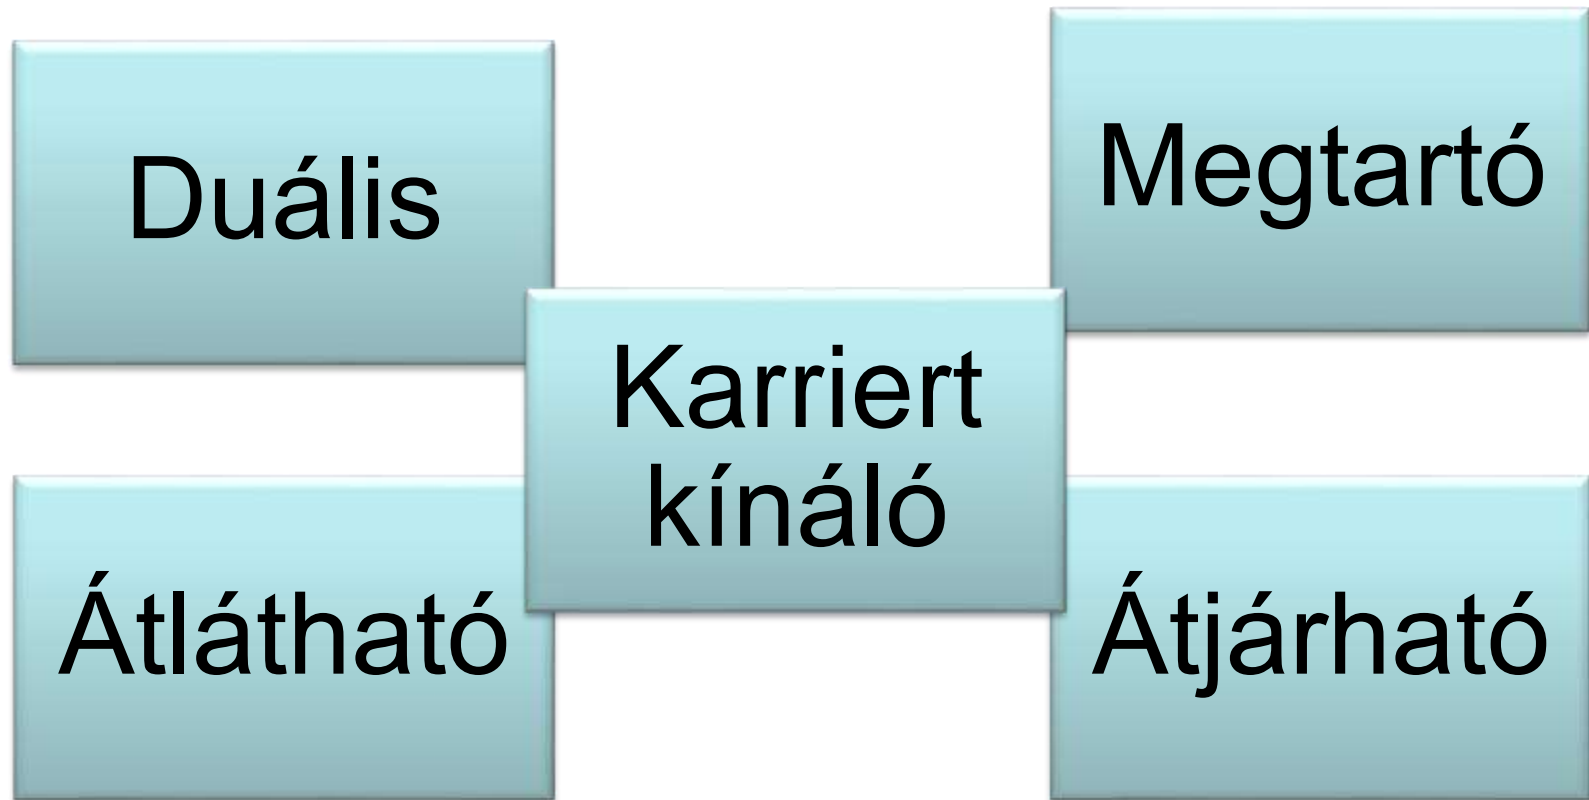 Duális
Megtartó
Karriert
kínáló
Átlátható
Átjárható